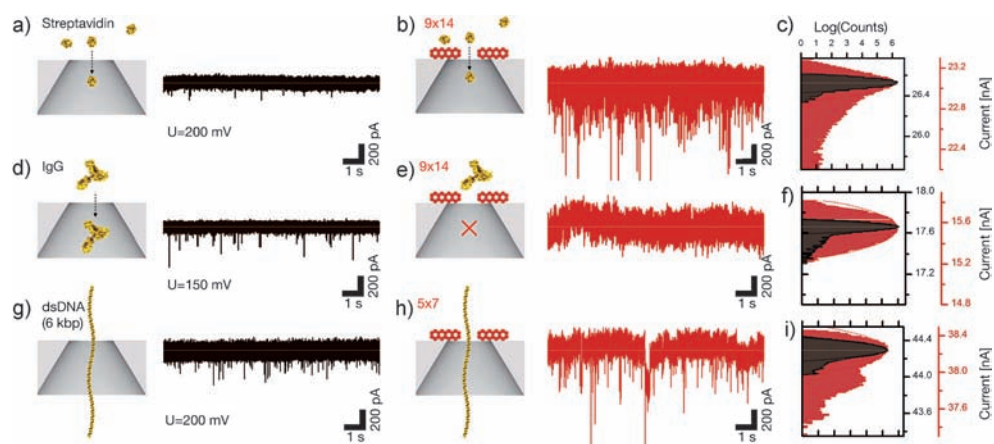 a)
Streptavidin
U=200 mV
1 s
200 pA
b)
9x14
1 s
200 pA
c)
Log(Counts)
0 1 2 3 4 5 6
26.4
26.0
23.2
22.8
22.4
Current [nA]
d)
IgG
U=150 mV
1 s
200 pA
e)
9x14
1 s
200 pA
f)
18.0
17.6
17.2
15.6
15.2
14.8
Current [nA]
g)
dsDNA
(6 kbp)
U=200 mV
1 s
200 pA
h)
5x7
1 s
200 pA
i)
44.4
44.0
43.6
38.4
38.0
37.6
Current [nA]